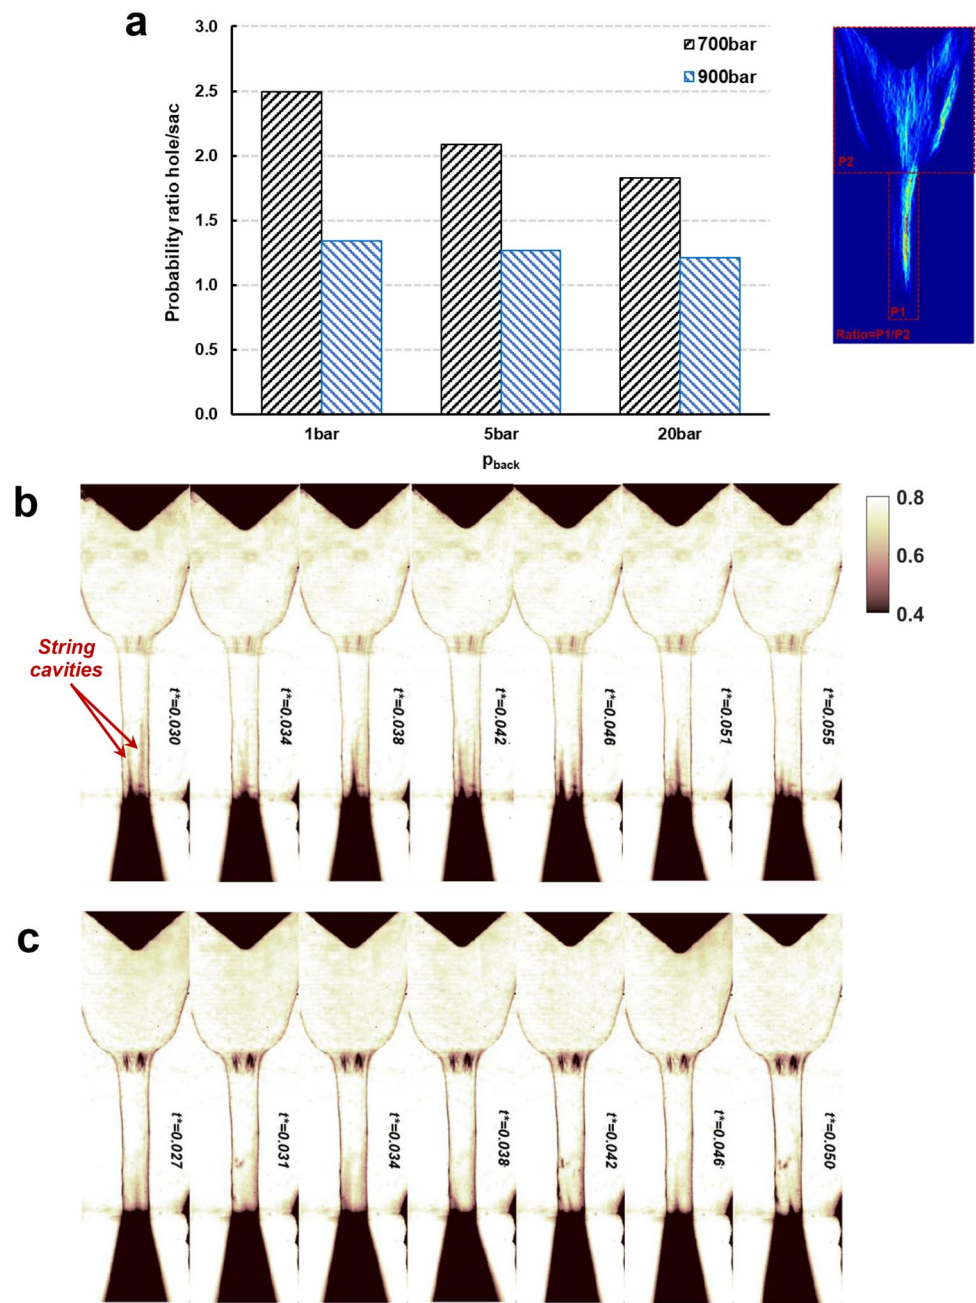 a
3.0
2.5
2.0
1.5
1.0
0.5
0.0
Probability ratio hole/sac
700bar
900bar
1bar
5bar
20bar
pback
P2
P1
Ratio=P1/P2
b
String
cavities
t*=0.030
t*=0.034
t*=0.038
t*=0.042
t*=0.046
t*=0.051
t*=0.055
0.8
0.6
0.4
c
t*=0.027
t*=0.031
t*=0.034
t*=0.038
t*=0.042
t*=0.046
t*=0.050